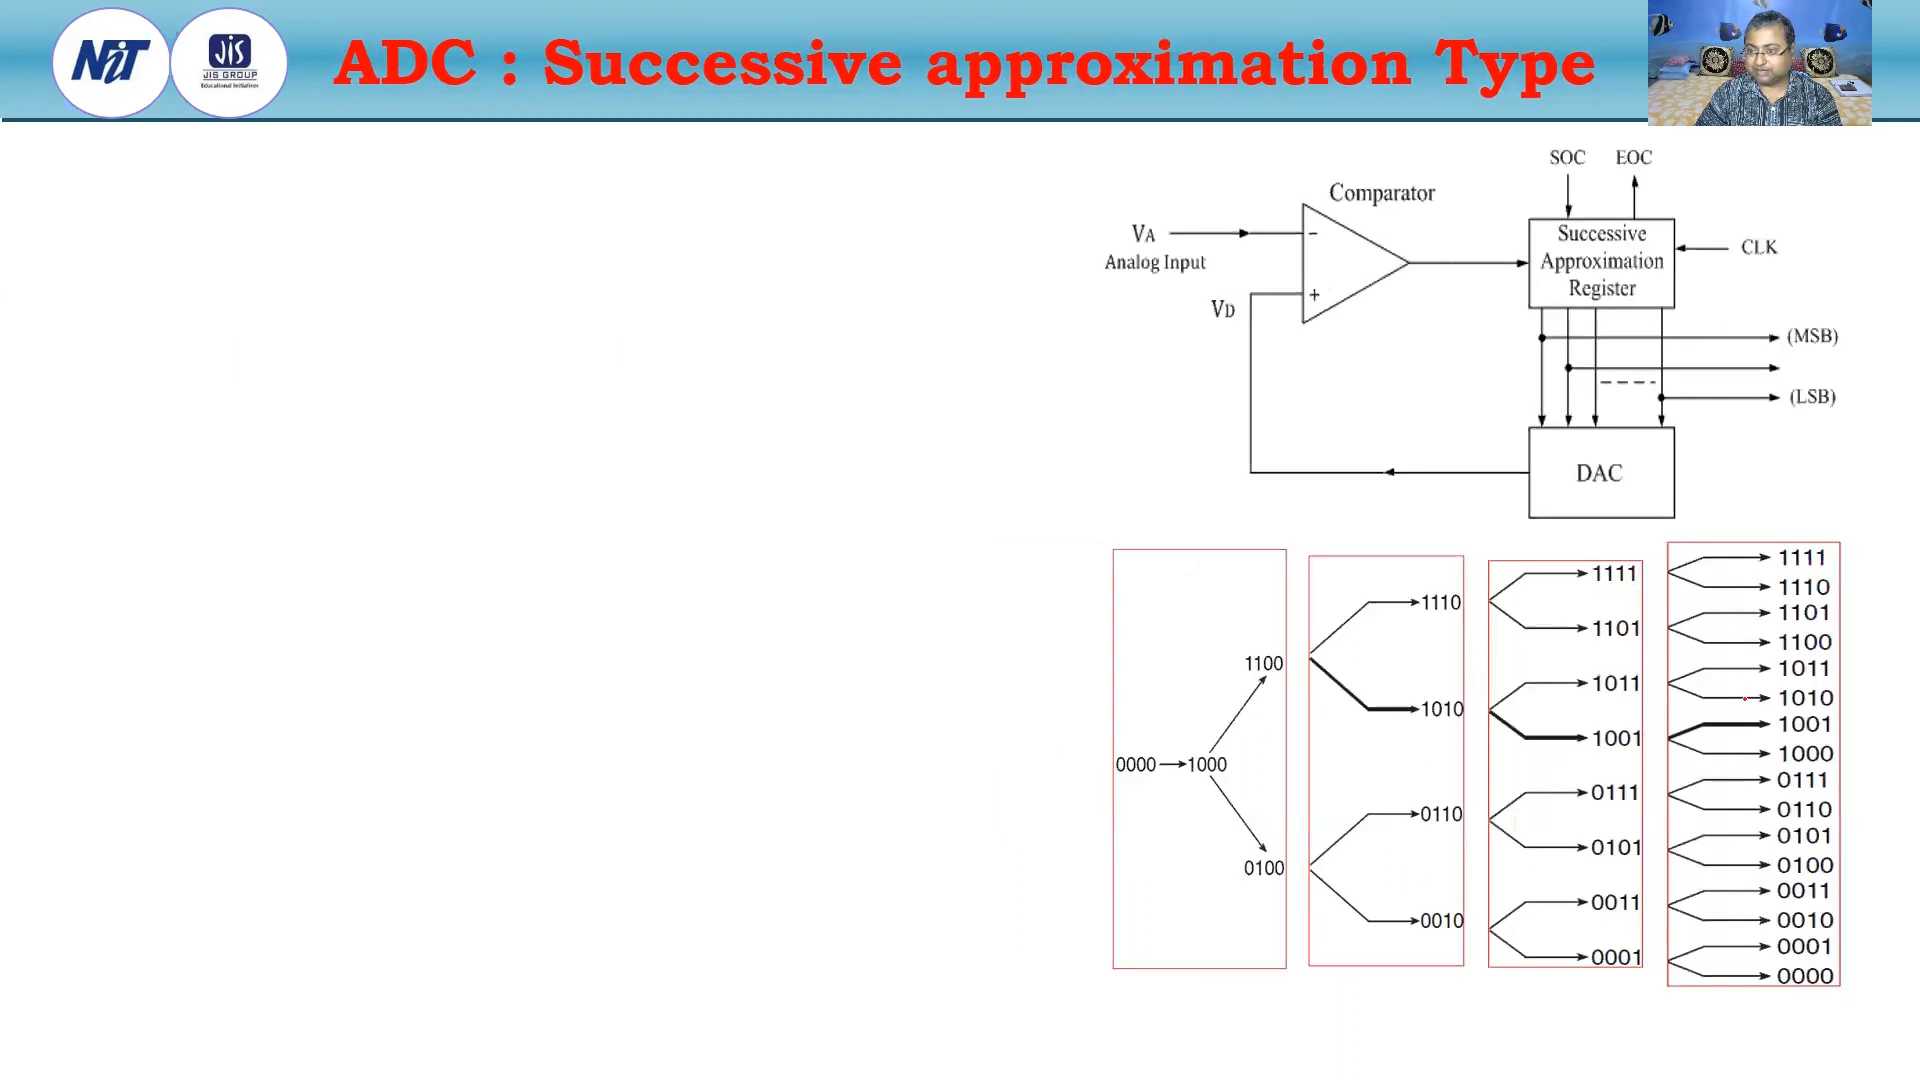 NiT
JIS
JIS GROUP
Educational Initiatives
ADC : Successive approximation Type
SOC EOC
Comparator
VA
Analog Input
VD
−
+
Successive
Approximation
Register
CLK
(MSB)
(LSB)
DAC
0000
1000
1100
0100
1110
1010
0110
0010
1111
1101
1011
1001
0111
0101
0011
0001
1111
1110
1101
1100
1011
1010
1001
1000
0111
0110
0101
0100
0011
0010
0001
0000